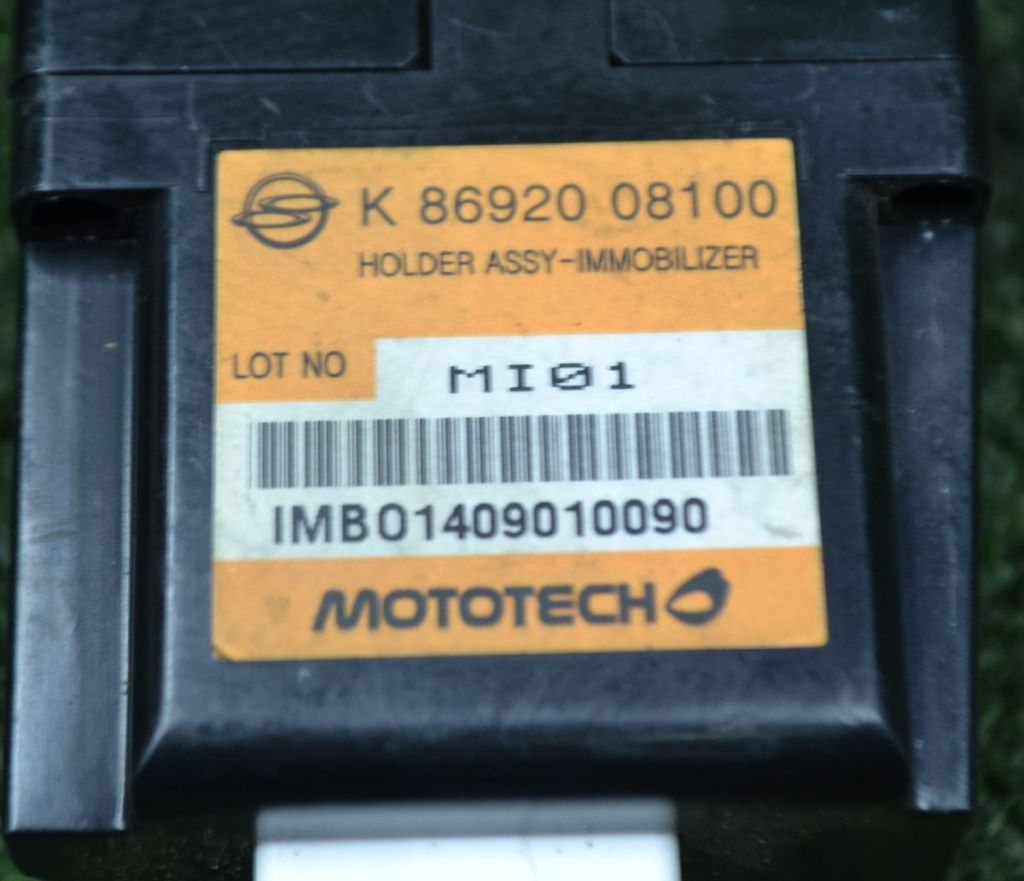 K 86920 08100
HOLDER ASSY-IMMOBILIZER
LOT NO
MI01
IMB01409010090
MOTOTECH